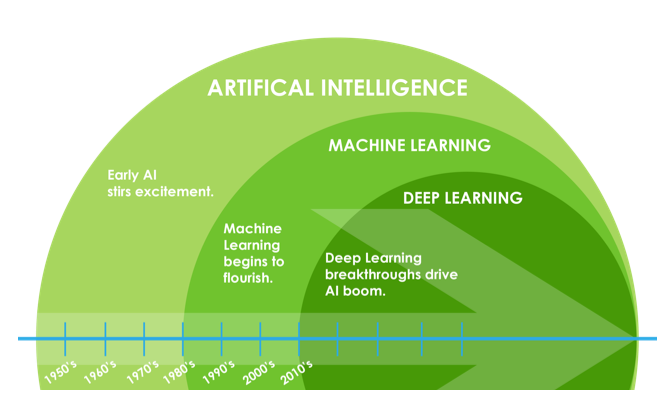 ARTIFICAL INTELLIGENCE
MACHINE LEARNING
DEEP LEARNING
Early AI
stirs excitement.
Machine
Learning
begins to
flourish.
Deep Learning
breakthroughs drive
AI boom.
1950's
1960's
1970's
1980's
1990's
2000's
2010's